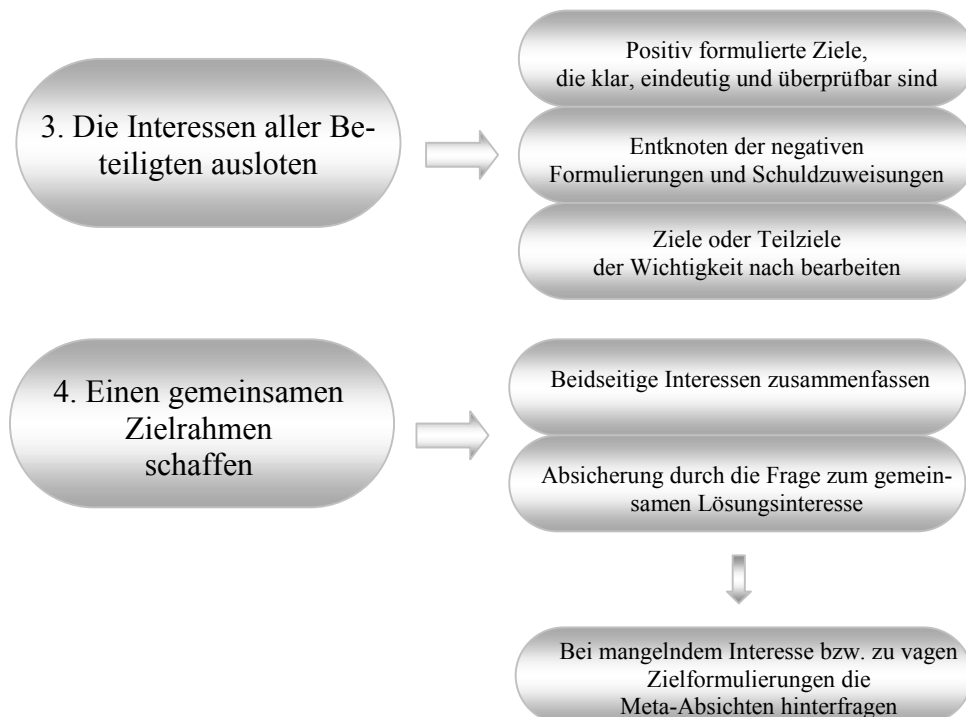 3. Die Interessen aller Be-
teiligten ausloten
Positiv formulierte Ziele,
die klar, eindeutig und überprüfbar sind
Entknoten der negativen
Formulierungen und Schuldzuweisungen
Ziele oder Teilziele
der Wichtigkeit nach bearbeiten
4. Einen gemeinsamen
Zielrahmen
schaffen
Beidseitige Interessen zusammenfassen
Absicherung durch die Frage zum gemein-
samen Lösungsinteresse
Bei mangelndem Interesse bzw. zu vagen
Zielformulierungen die
Meta-Absichten hinterfragen